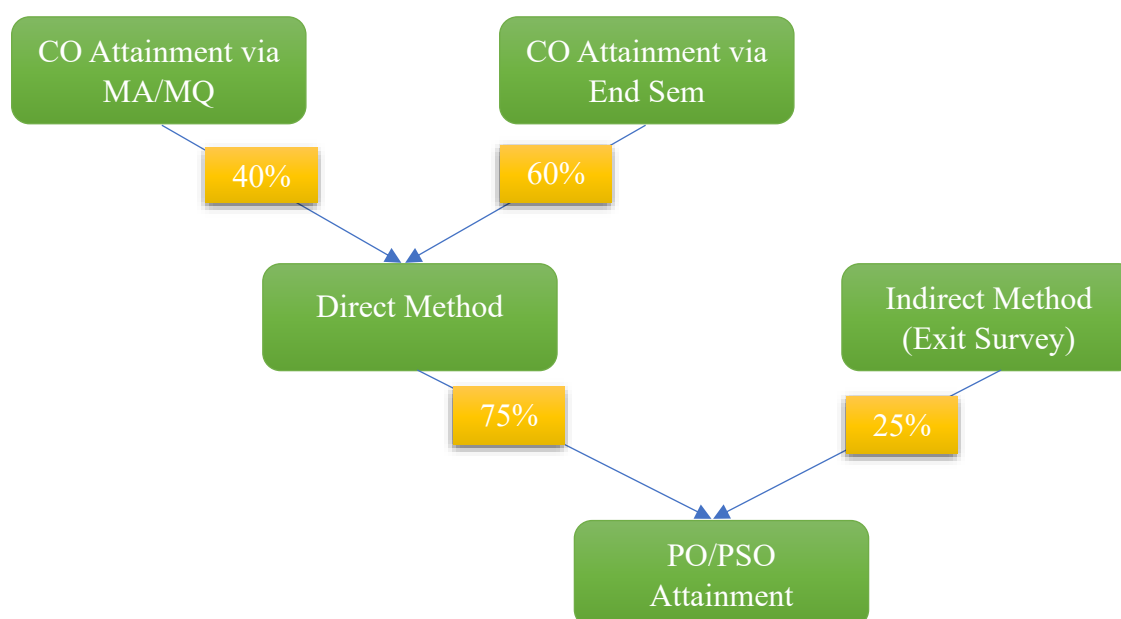 CO Attainment via
MA/MQ
CO Attainment via
End Sem
40%
60%
Direct Method
Indirect Method
(Exit Survey)
75%
25%
PO/PSO
Attainment